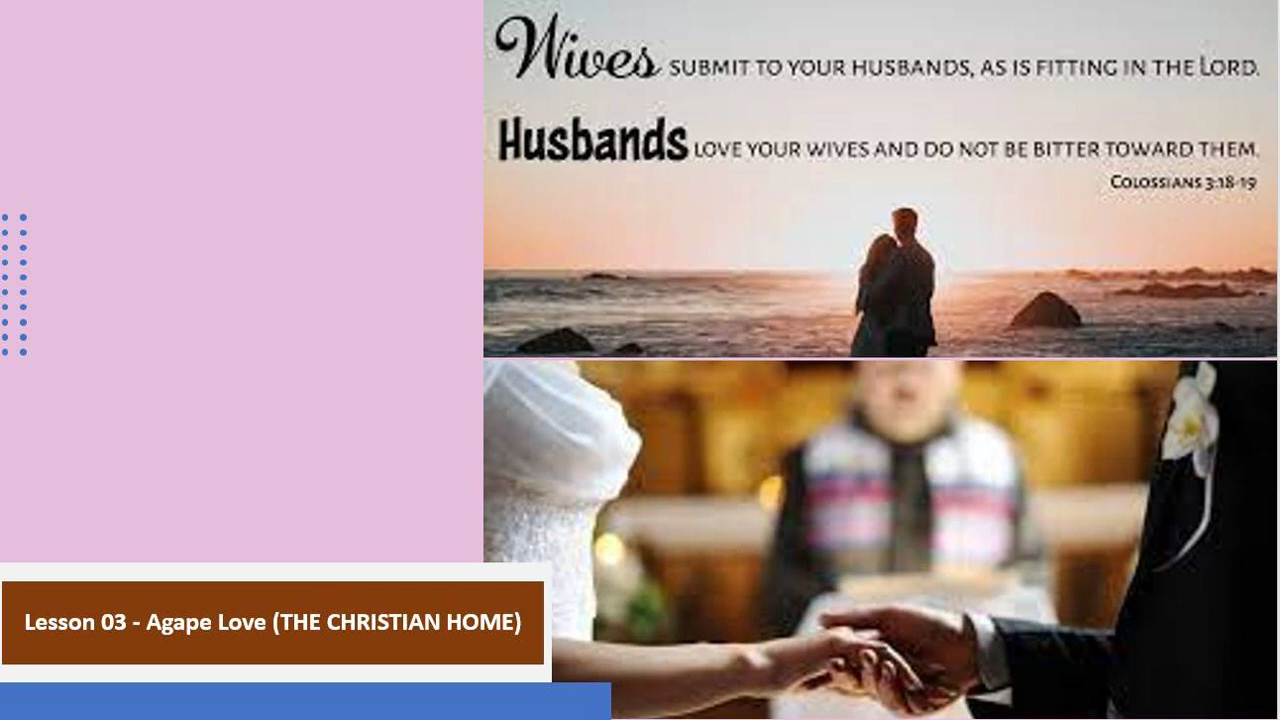 Wives SUBMIT TO YOUR HUSBANDS, AS IS FITTING IN THE LORD.
Husbands LOVE YOUR WIVES AND DO NOT BE BITTER TOWARD THEM.
COLOSSIANS 3:18-19
Lesson 03 - Agape Love (THE CHRISTIAN HOME)